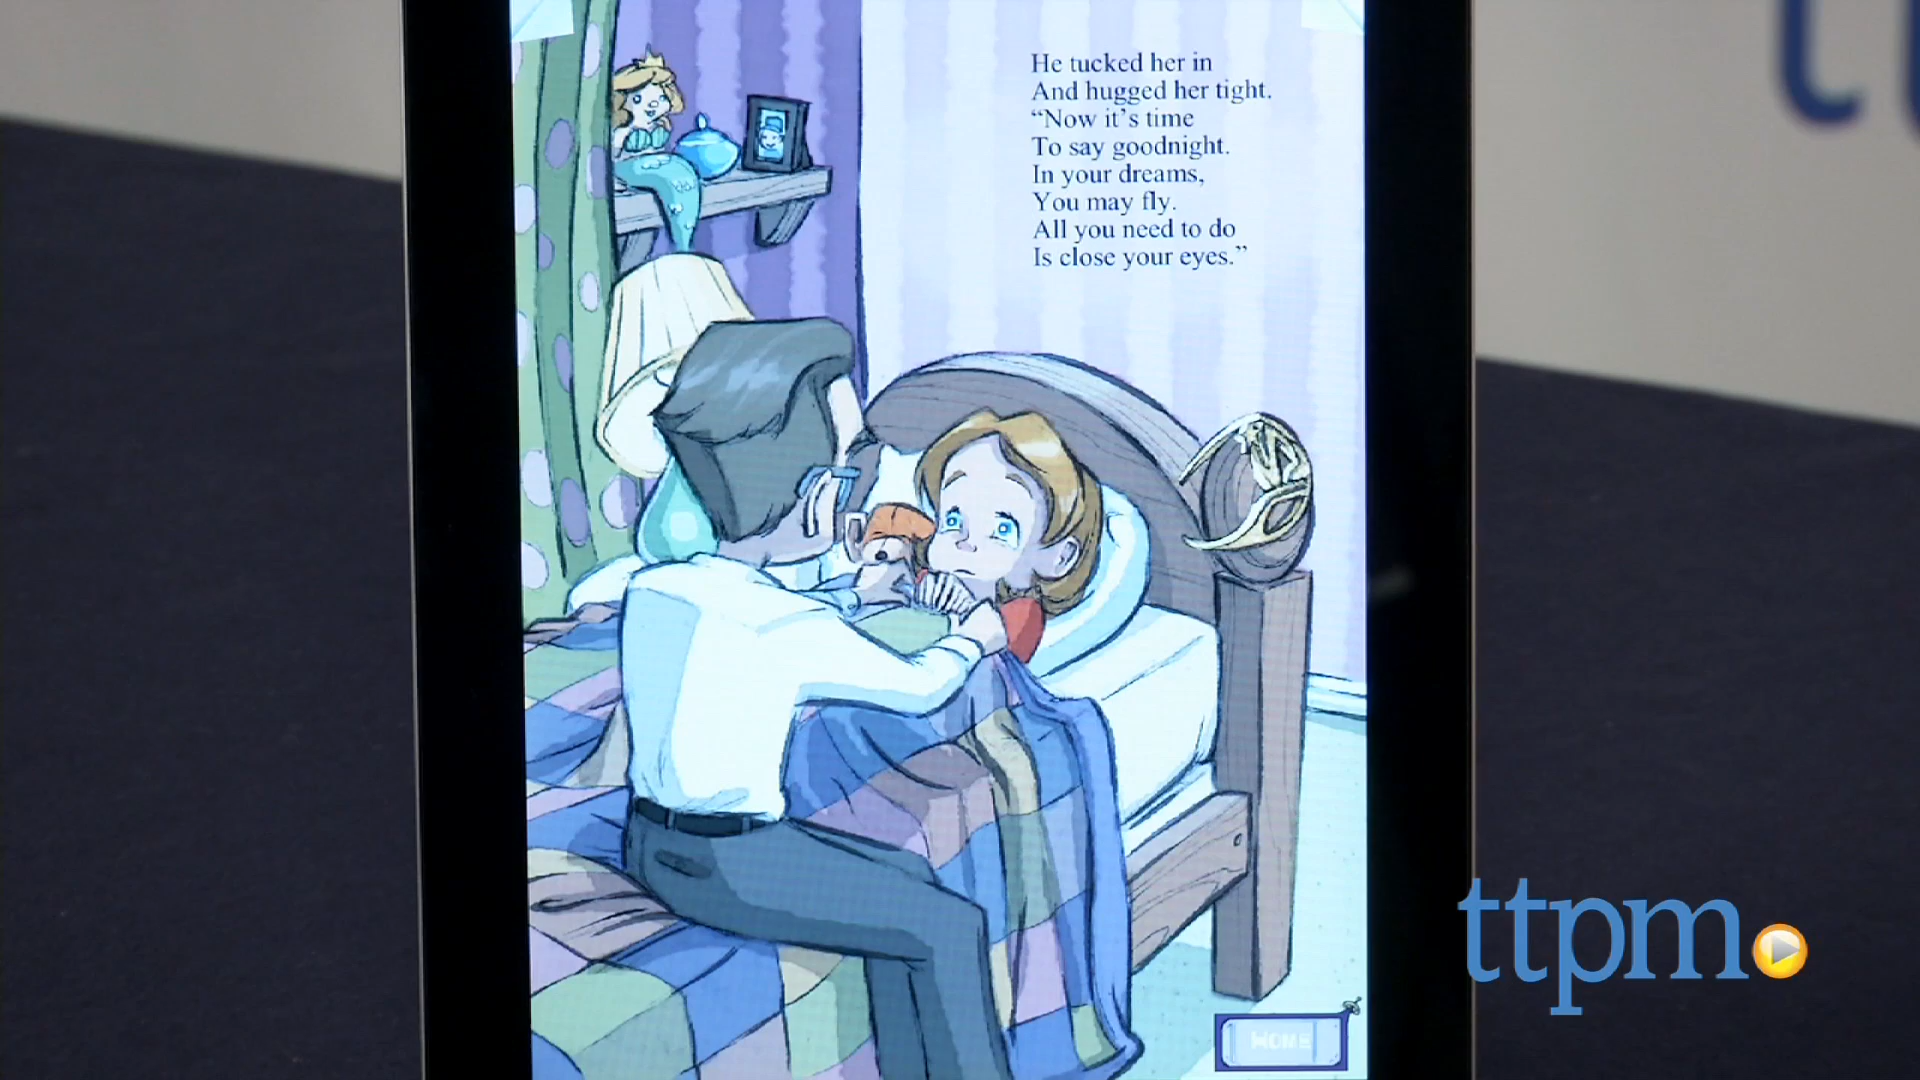 He tucked her in
And hugged her tight.
“Now it’s time
To say goodnight.
In your dreams,
You may fly.
All you need to do
Is close your eyes.”
HOME
ttpm